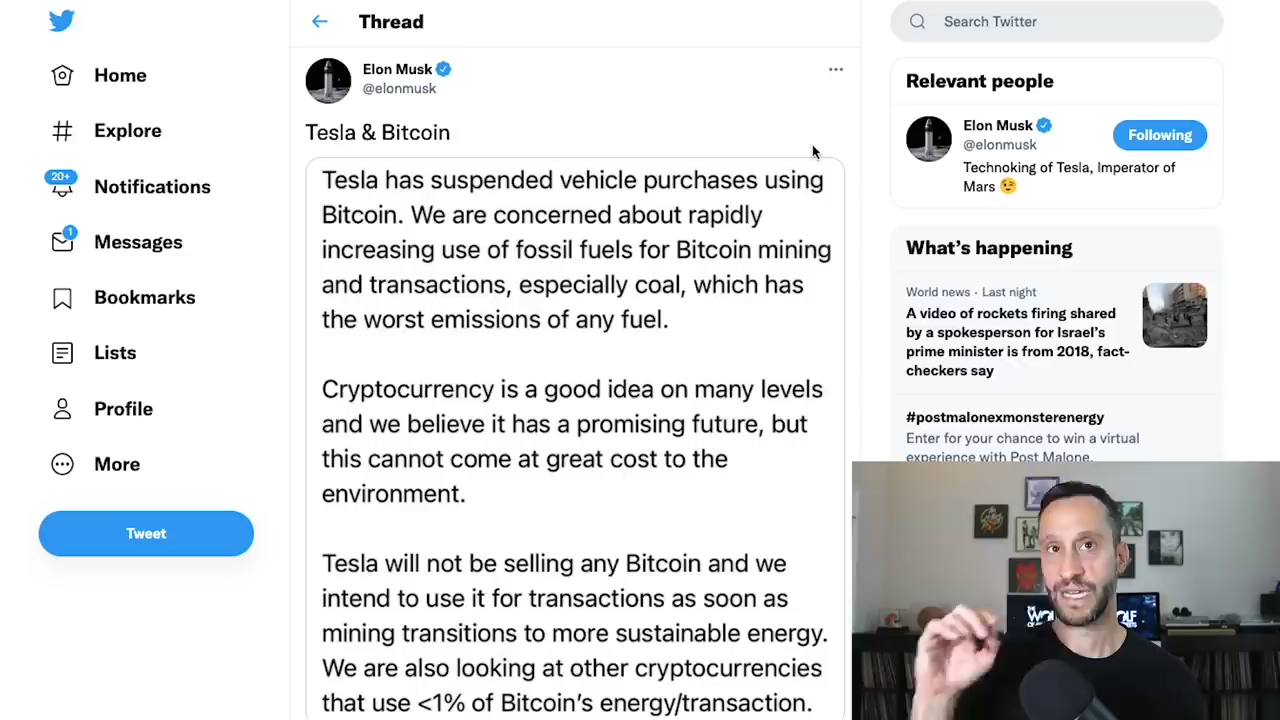 Thread
Search Twitter
Home
Explore
20+
Notifications
1
Messages
Bookmarks
Lists
Profile
More
Tweet
Elon Musk
@elonmusk
Tesla & Bitcoin
Tesla has suspended vehicle purchases using
Bitcoin. We are concerned about rapidly
increasing use of fossil fuels for Bitcoin mining
and transactions, especially coal, which has
the worst emissions of any fuel.
Cryptocurrency is a good idea on many levels
and we believe it has a promising future, but
this cannot come at great cost to the
environment.
Tesla will not be selling any Bitcoin and we
intend to use it for transactions as soon as
mining transitions to more sustainable energy.
We are also looking at other cryptocurrencies
that use <1% of Bitcoin’s energy/transaction.
Relevant people
Elon Musk
@elonmusk
Following
Technoking of Tesla, Imperator of
Mars 😉
What’s happening
World news · Last night
A video of rockets firing shared
by a spokesperson for Israel’s
prime minister is from 2018, fact-
checkers say
#postmalonexmonsterenergy
Enter for your chance to win a virtual
experience with Post Malone.
THE